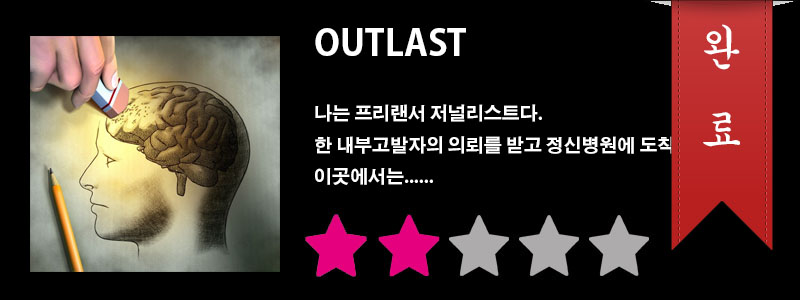 OUTLAST
나는 프리랜서 저널리스트다.
한 내부고발자의 의뢰를 받고 정신병원에 도착
이곳에서는......
완료